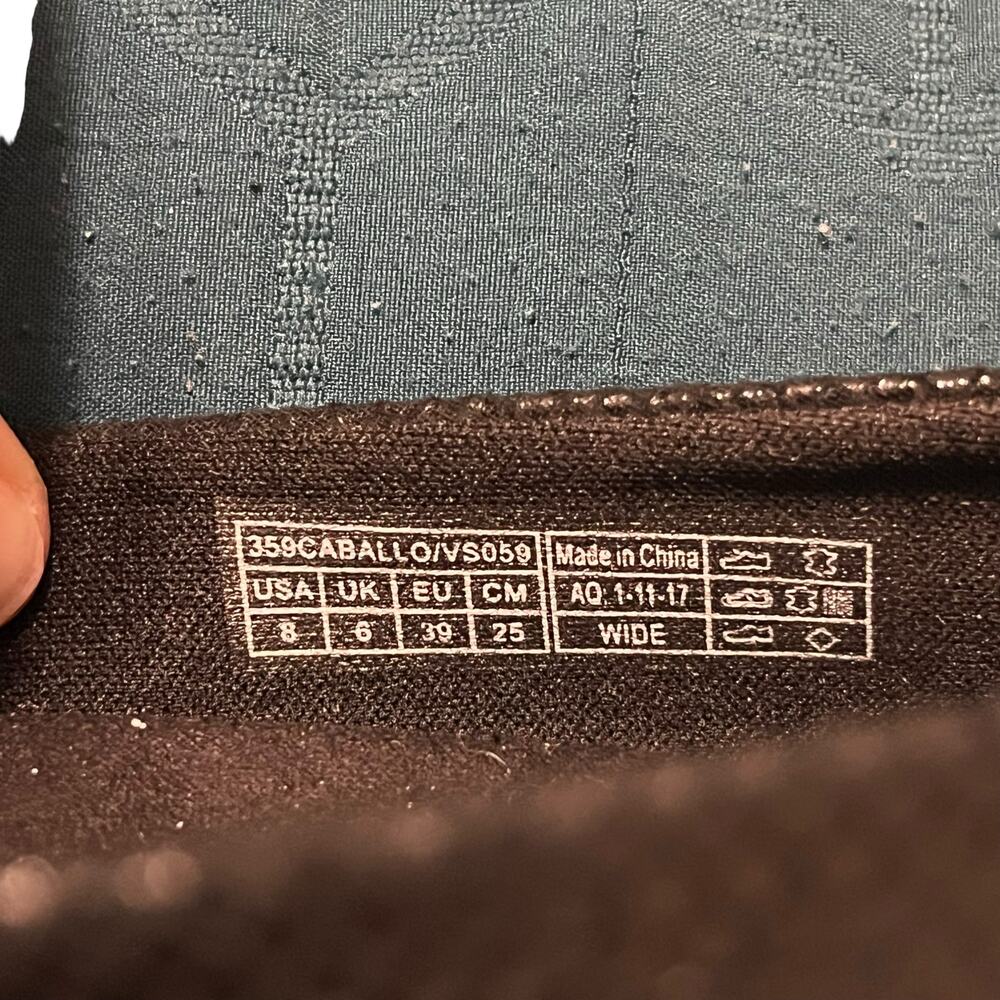 359CABALLO/VS059
USA UK EU CM
8 6 39 25
Made in China
AQ: 1-11-17
WIDE